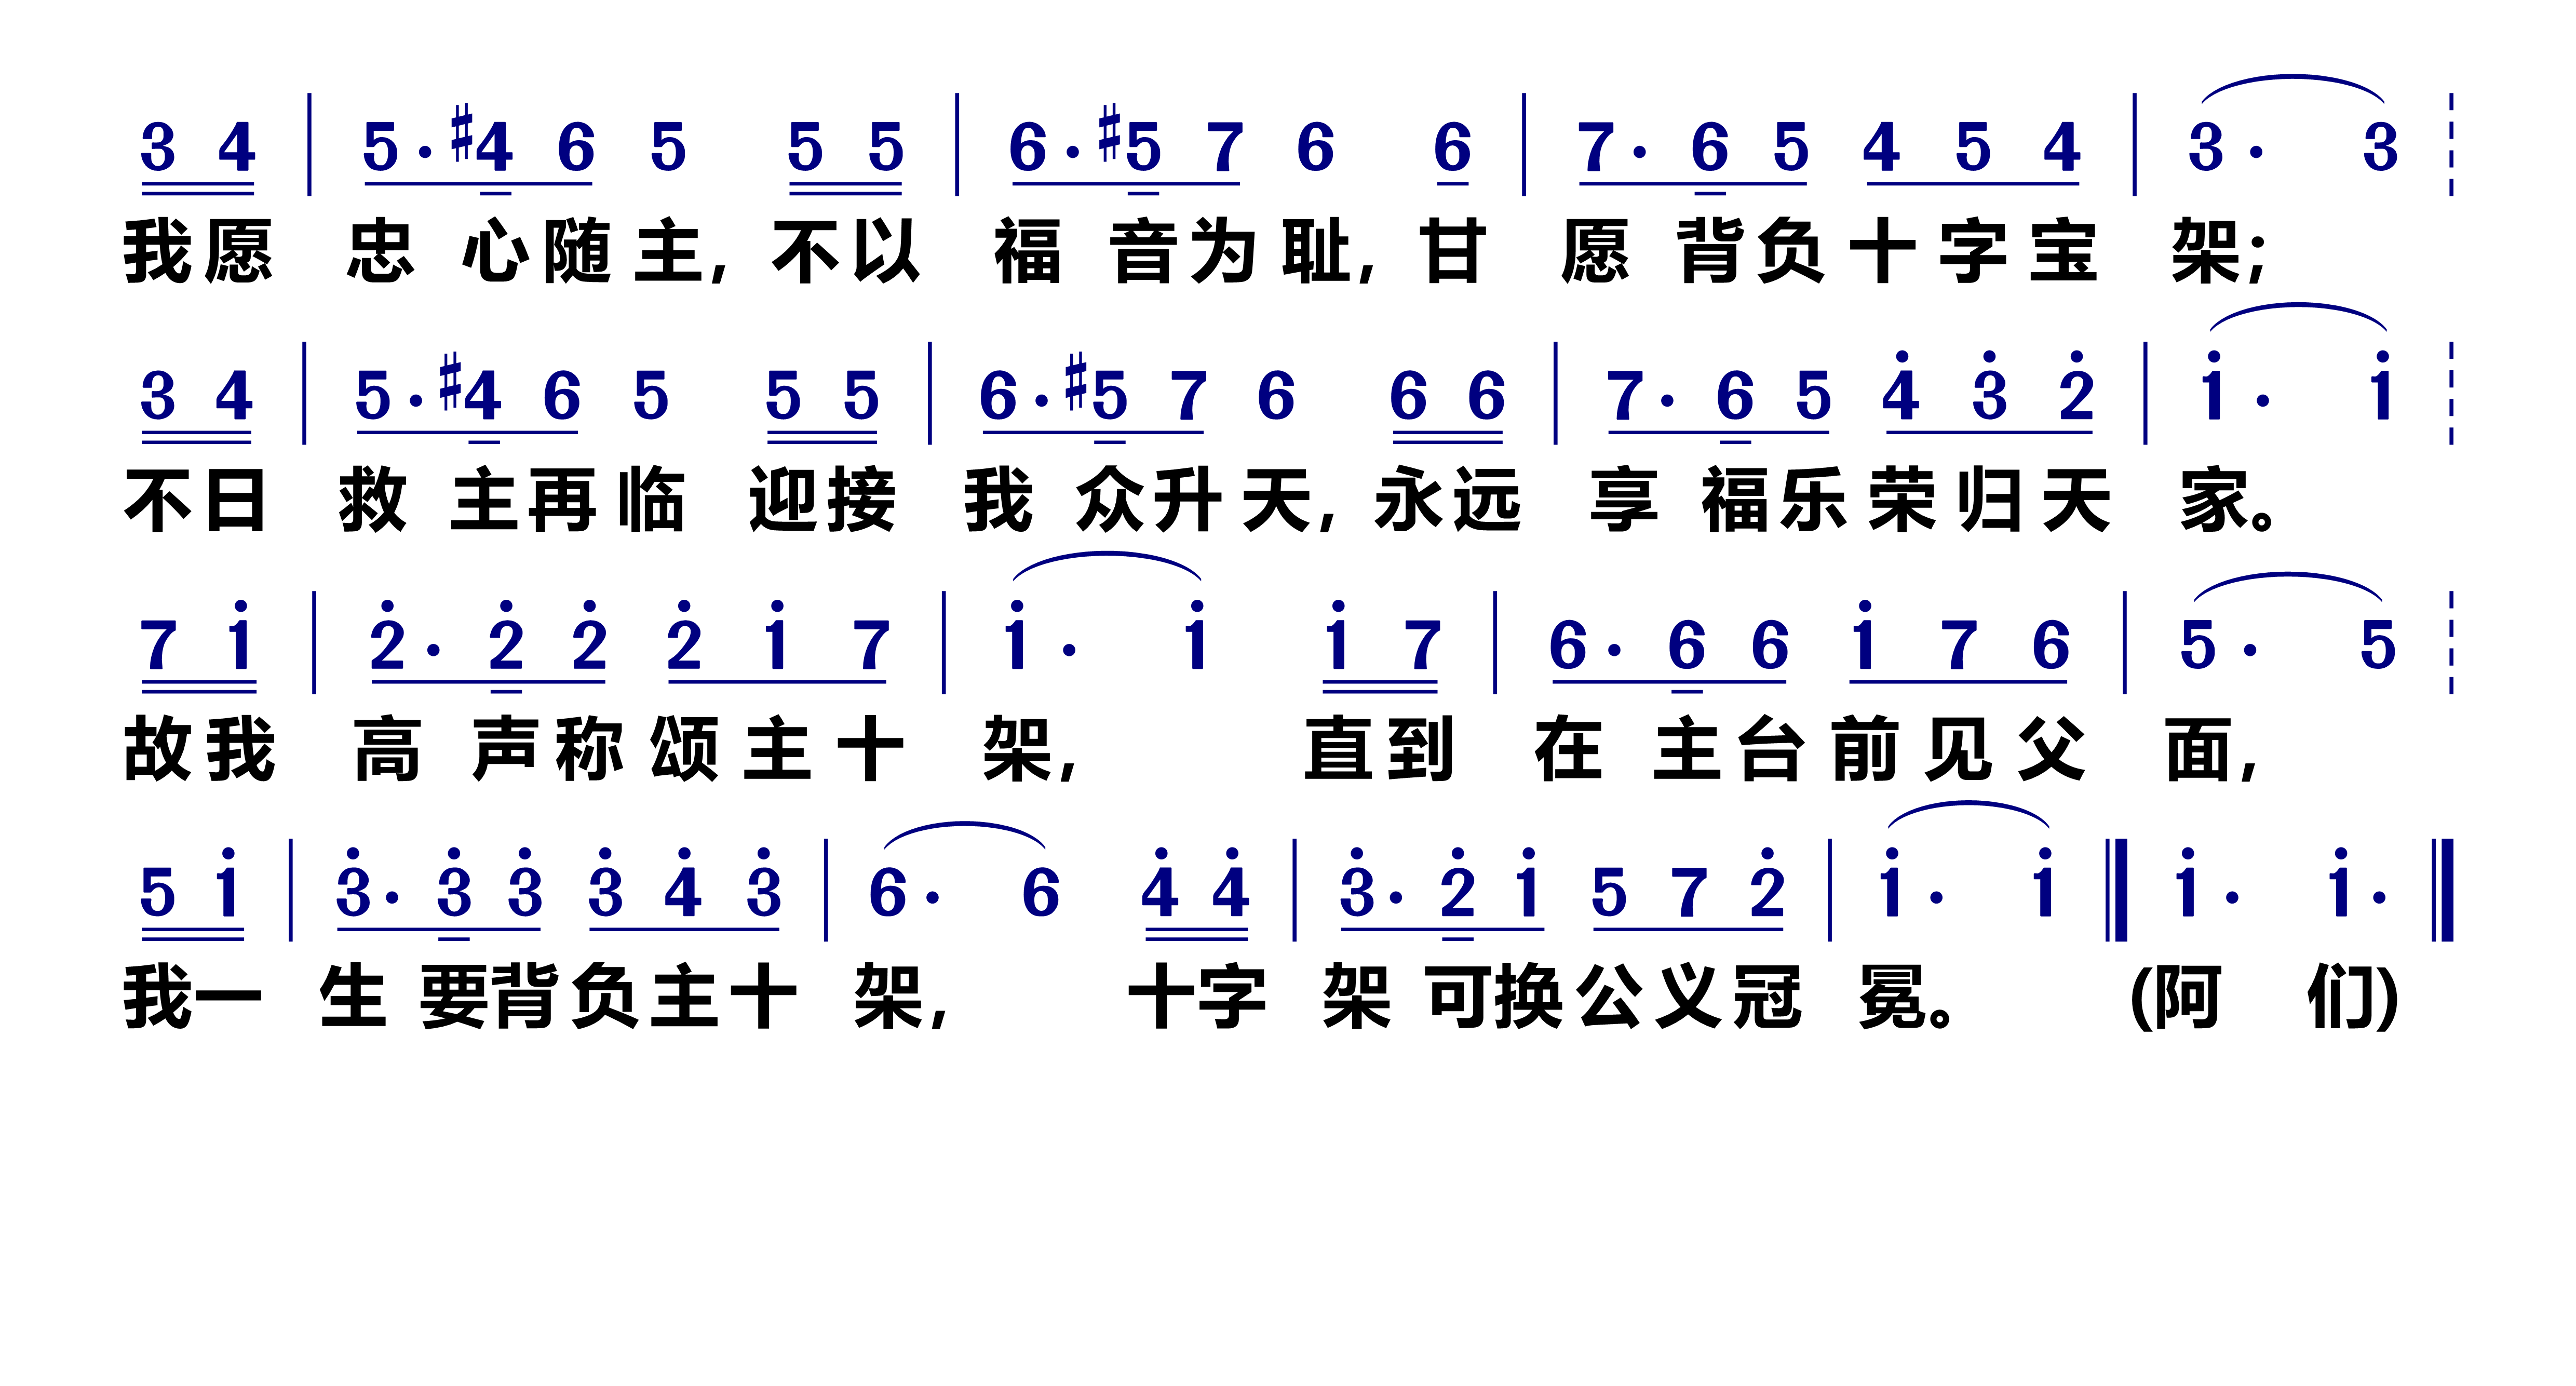 3 4 | 5 · #4 6 5 5 5 | 6 · #5 7 6 6 | 7 · 6 5 4 5 4 | 3 · 3
我愿 忠 心随主, 不以 福 音为耻, 甘 愿 背负十字宝 架;
3 4 | 5 · #4 6 5 5 5 | 6 · #5 7 6 6 6 | 7 · 6 5 4̇ 3̇ 2̇ | 1̇ · 1̇
不日 救 主再临 迎接 我 众升天, 永远 享 福乐荣归天 家。
7 1̇ | 2̇ · 2̇ 2̇ 2̇ 1̇ 7 | 1̇ · 1̇ 1̇ 7 | 6 · 6 6 1̇ 7 6 | 5 · 5
故我 高 声称颂主十 架, 直到 在 主台前见父 面,
5 1̇ | 3̇ · 3̇ 3̇ 3̇ 4̇ 3̇ | 6 · 6 4̇ 4̇ | 3̇ · 2̇ 1̇ 5 7 2̇ | 1̇ · 1̇ ‖ 1̇ · 1̇ · ‖
我一 生 要背负主十 架, 十字 架 可换公义冠 冕。 (阿 们)